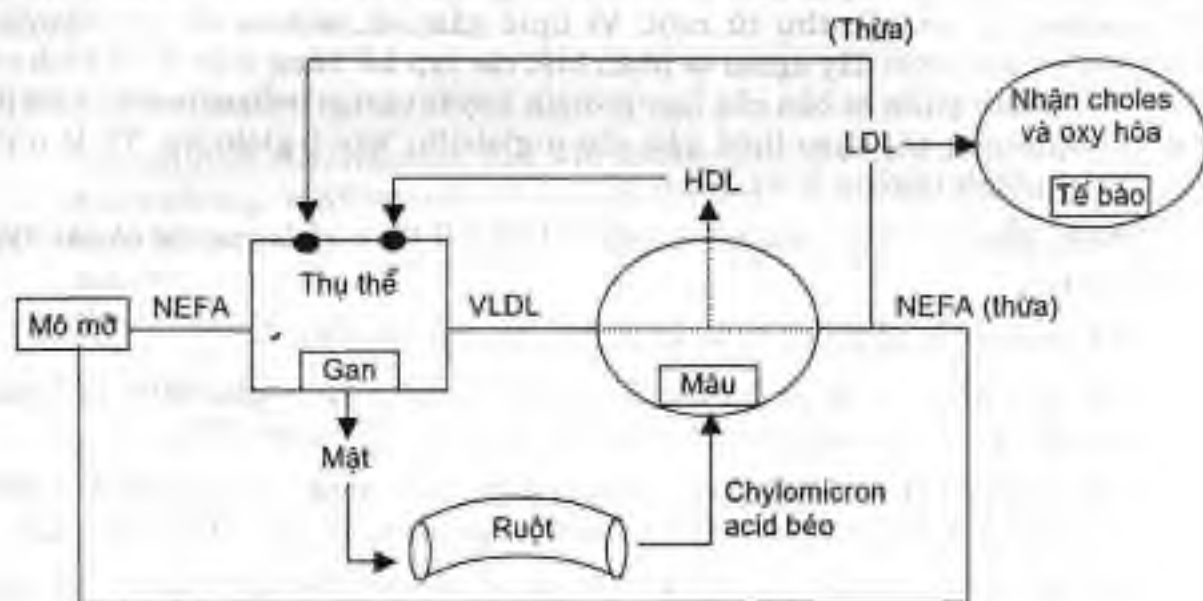 (Thừa)
Nhận choles
và oxy hóa
LDL
Tế bào
HDL
Thụ thể
Mô mỡ
NEFA
VLDL
NEFA (thừa)
Gan
Máu
Mật
Chylomicron
acid béo
Ruột